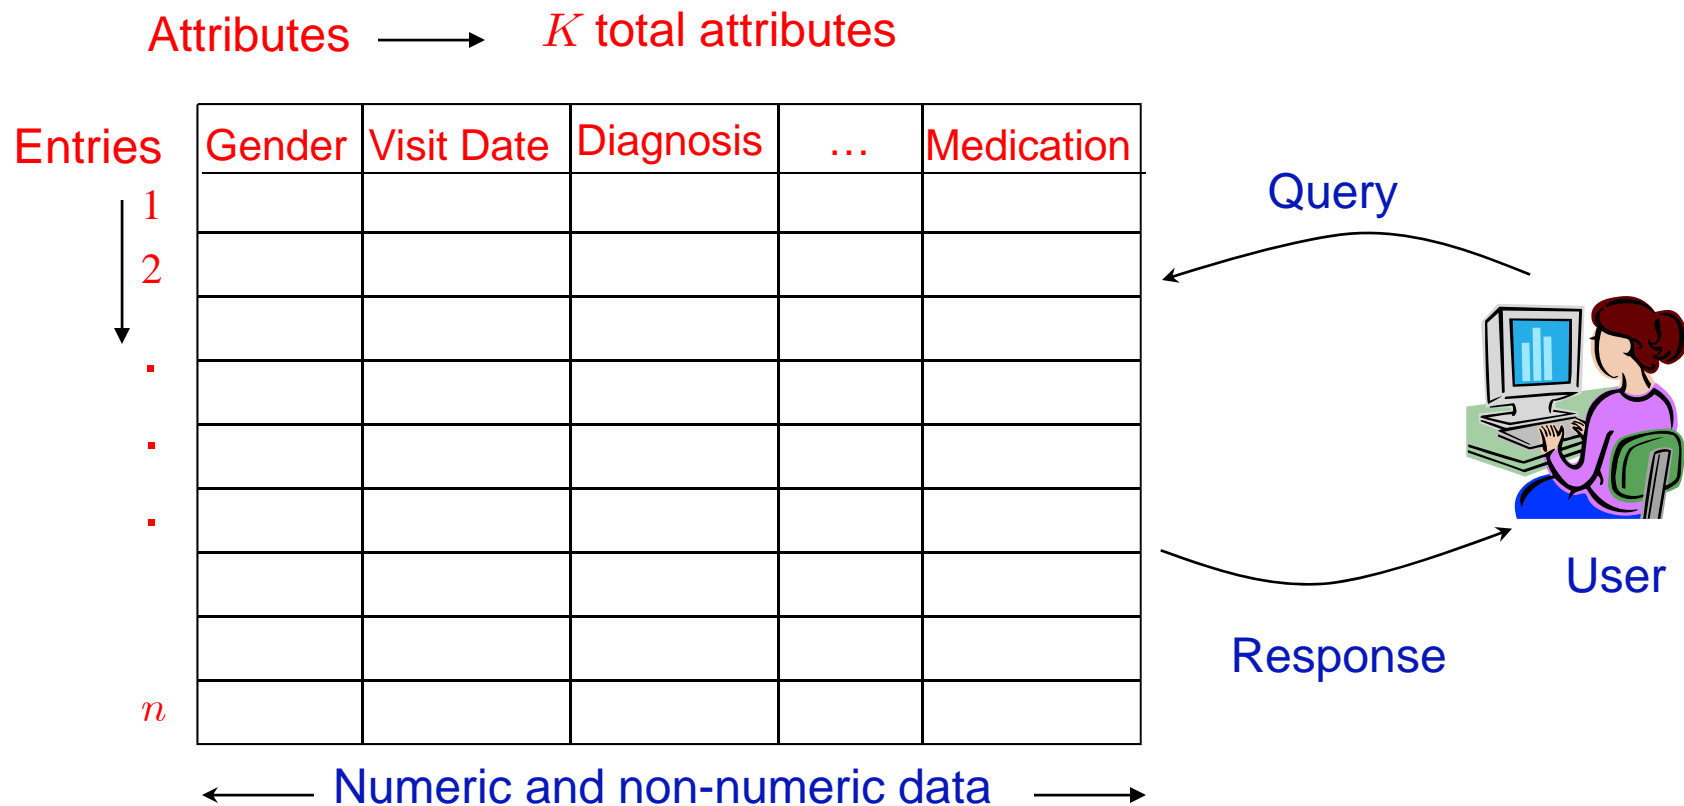 Attributes K total attributes
Entries Gender Visit Date Diagnosis … Medication
1
2
.
.
.
n
Query
User
Response
Numeric and non-numeric data